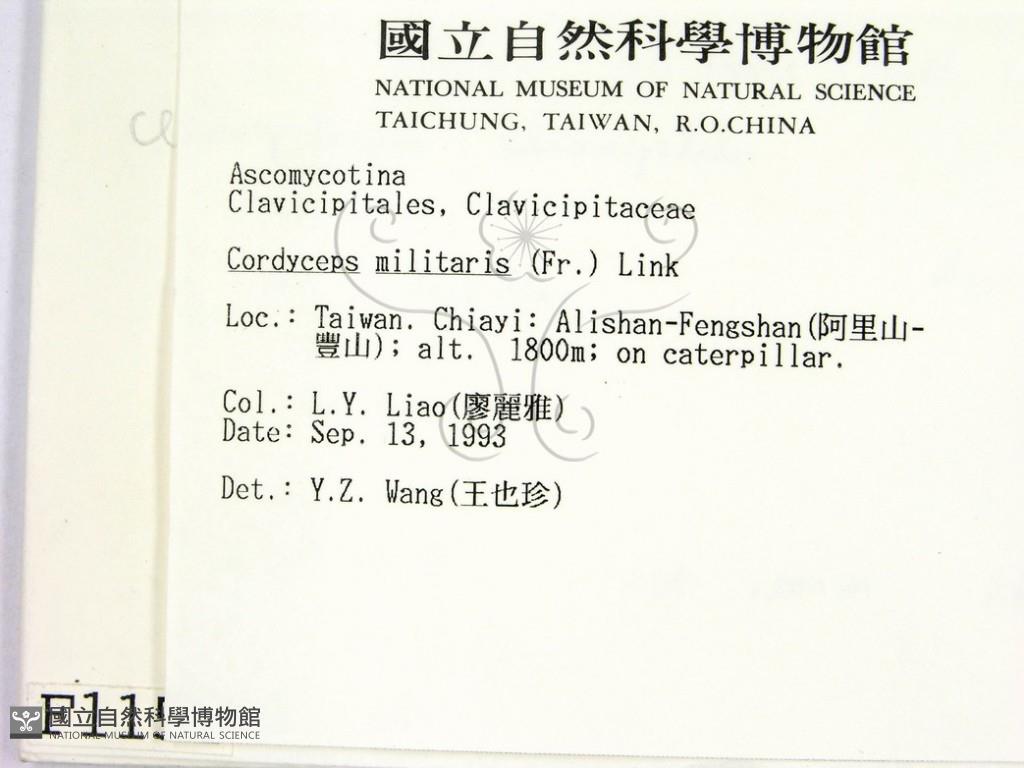 國立自然科學博物館
NATIONAL MUSEUM OF NATURAL SCIENCE
TAICHUNG, TAIWAN, R.O.CHINA
Ascomycotina
Clavicipitales, Clavicipitaceae
Cordyceps militaris (Fr.) Link
Loc.: Taiwan. Chiayi: Alishan-Fengshan(阿里山-
豐山); alt. 1800m; on caterpillar.
Col.: L.Y. Liao(廖麗雅)
Date: Sep. 13, 1993
Det.: Y.Z. Wang(王也珍)
國立自然科學博物館
NATIONAL MUSEUM OF NATURAL SCIENCE